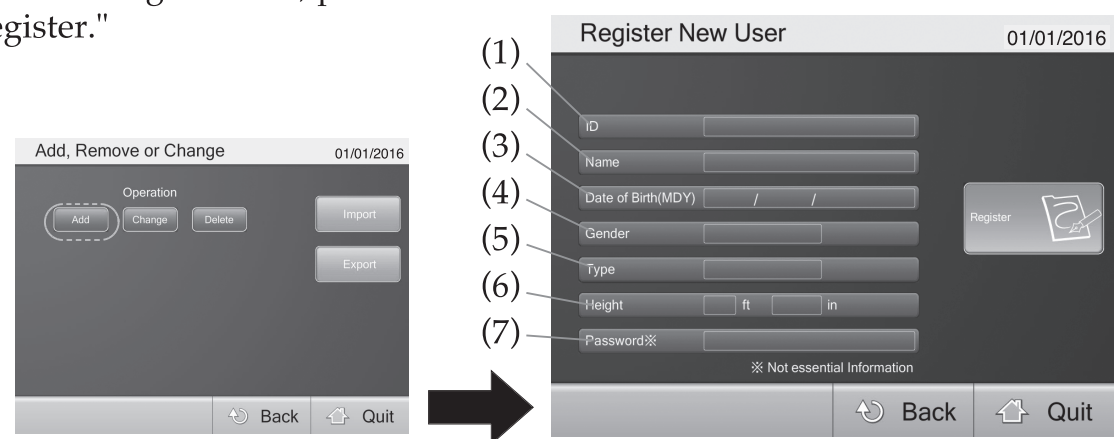 egister."
Add, Remove or Change 01/01/2016
Operation
Add Change Delete
Import
Export
Back Quit
Register New User 01/01/2016
(1) ID
(2) Name
(3) Date of Birth(MDY) / /
(4) Gender
(5) Type
(6) Height ft in
(7) Password※
※ Not essential Information
Register
Back Quit